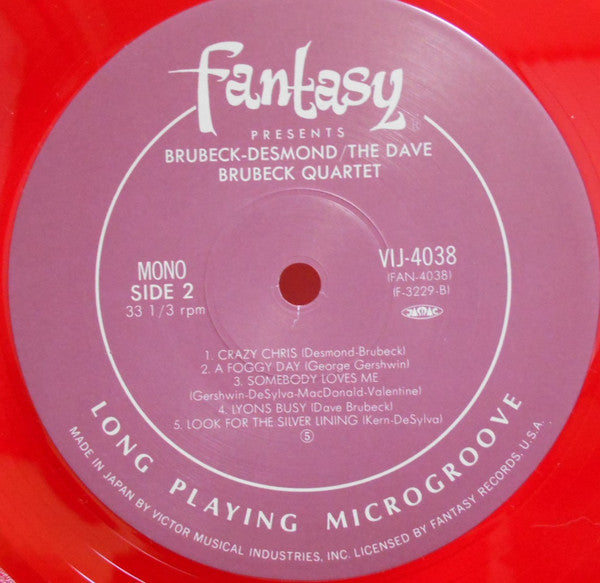 fantasy®
PRESENTS
BRUBECK-DESMOND/THE DAVE
BRUBECK QUARTET
MONO
SIDE 2
33 1/3 rpm
VIJ-4038
(FAN-4038)
(F-3229-B)
JASRAC
1. CRAZY CHRIS (Desmond-Brubeck)
2. A FOGGY DAY (George Gershwin)
3. SOMEBODY LOVES ME
(Gershwin-DeSylva-MacDonald-Valentine)
4. LYONS BUSY (Dave Brubeck)
5. LOOK FOR THE SILVER LINING (Kern-DeSylva)
⑤
LONG PLAYING MICROGROOVE
MADE IN JAPAN BY VICTOR MUSICAL INDUSTRIES, INC. LICENSED BY FANTASY RECORDS, U.S.A.